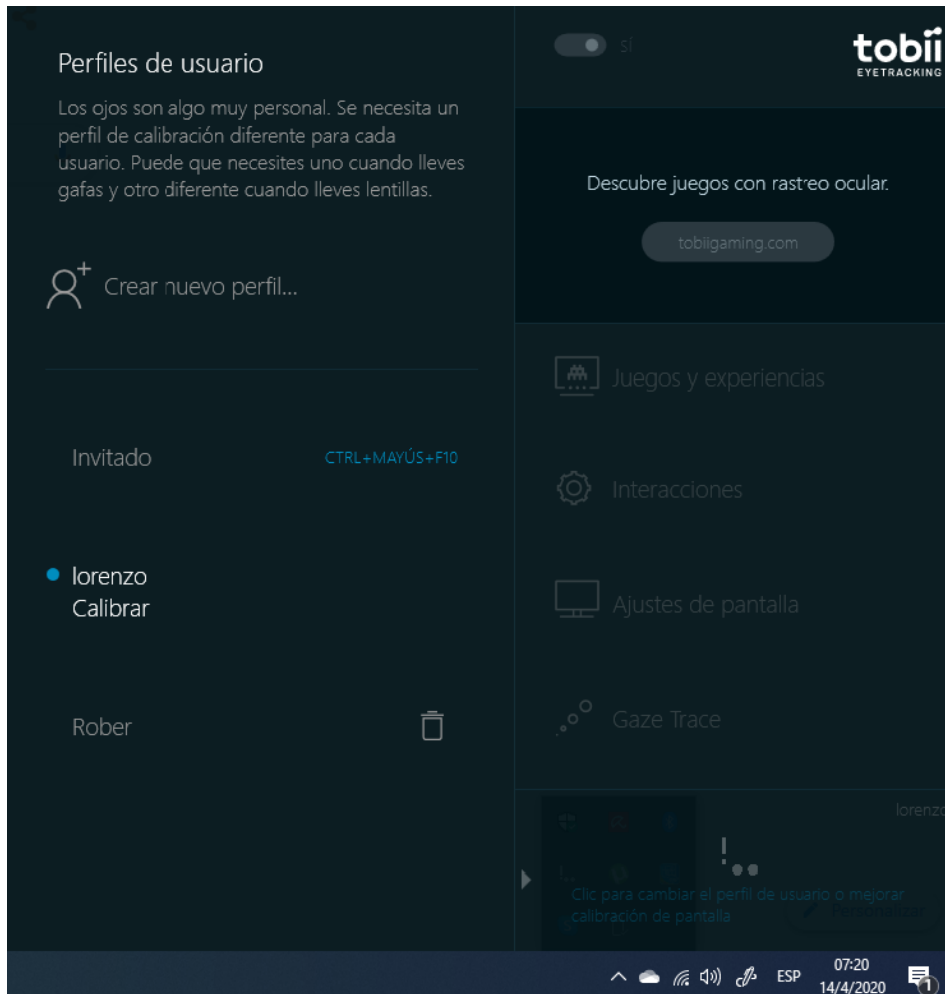 Perfiles de usuario
Los ojos son algo muy personal. Se necesita un
perfil de calibración diferente para cada
usuario. Puede que necesites uno cuando lleves
gafas y otro diferente cuando lleves lentillas.
Crear nuevo perfil...
Invitado
CTRL+MAYÚS+F10
lorenzo
Calibrar
Rober
sí
tobii
EYETRACKING
Descubre juegos con rastreo ocular.
tobiigaming.com
Juegos y experiencias
Interacciones
Ajustes de pantalla
Gaze Trace
lorenzo
Clic para cambiar el perfil de usuario o mejorar
calibración de pantalla
Personalizar
ESP
07:20
14/4/2020
1